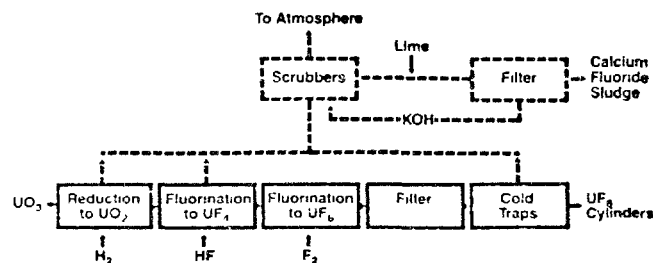 To Atmosphere
Lime
Scrubbers
Filter
Calcium
Fluoride
Sludge
KOH
UO₃
Reduction
to UO₂
Fluorination
to UF₄
Fluorination
to UF₆
Filter
Cold
Traps
UF₆
Cylinders
H₂
HF
F₂